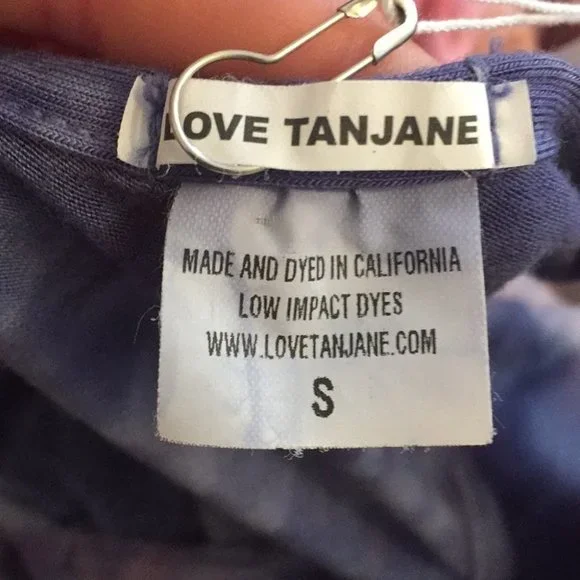 LOVE TANJANE
MADE AND DYED IN CALIFORNIA
LOW IMPACT DYES
WWW.LOVETANJANE.COM
S